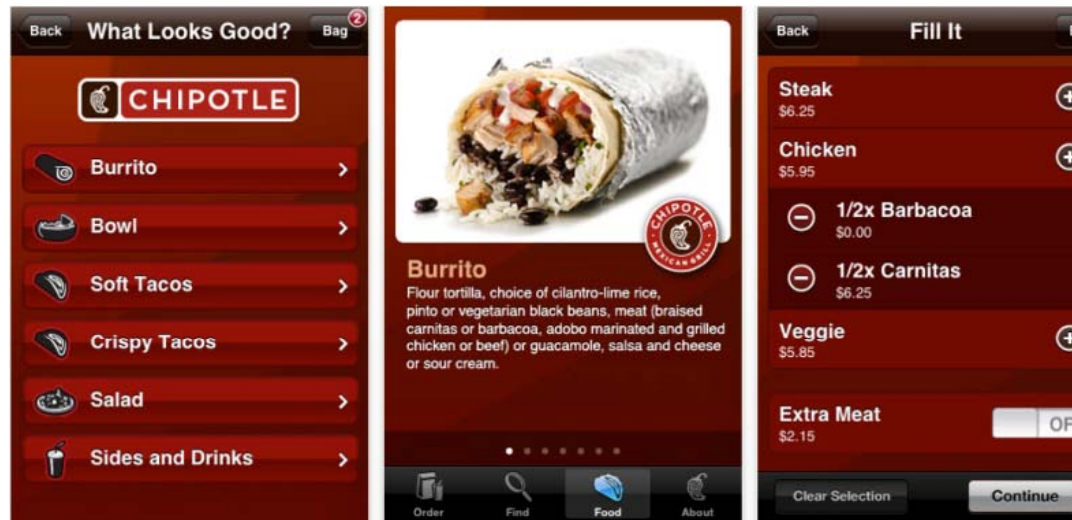 Back What Looks Good? Bag 2
CHIPOTLE
Burrito
Bowl
Soft Tacos
Crispy Tacos
Salad
Sides and Drinks
CHIPOTLE
MEXICAN GRILL
Burrito
Flour tortilla, choice of cilantro-lime rice,
pinto or vegetarian black beans, meat (braised
carnitas or barbacoa, adobo marinated and grilled
chicken or beef) or guacamole, salsa and cheese
or sour cream.
Order Find Food About
Back Fill It
Steak
$6.25
Chicken
$5.95
1/2x Barbacoa
$0.00
1/2x Carnitas
$6.25
Veggie
$5.85
Extra Meat
$2.15
Clear Selection Continue